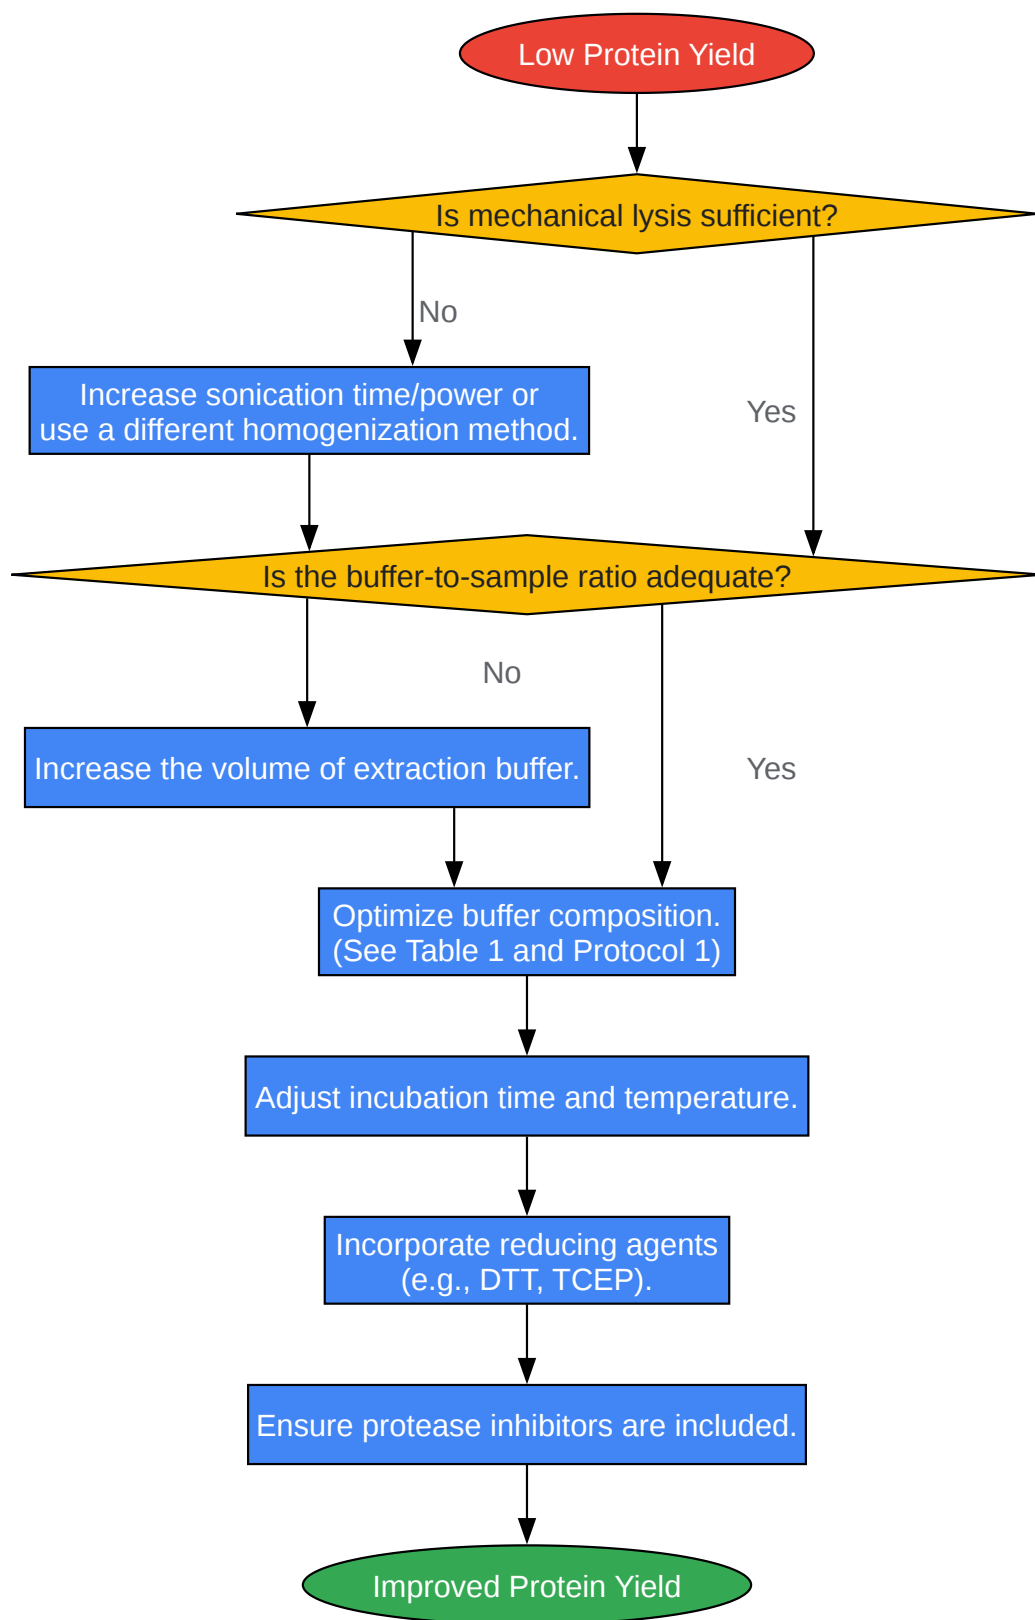 Low Protein Yield
Is mechanical lysis sufficient?
No
Increase sonication time/power or
use a different homogenization method.
Yes
Is the buffer-to-sample ratio adequate?
No
Increase the volume of extraction buffer.
Yes
Optimize buffer composition.
(See Table 1 and Protocol 1)
Adjust incubation time and temperature.
Incorporate reducing agents
(e.g., DTT, TCEP).
Ensure protease inhibitors are included.
Improved Protein Yield